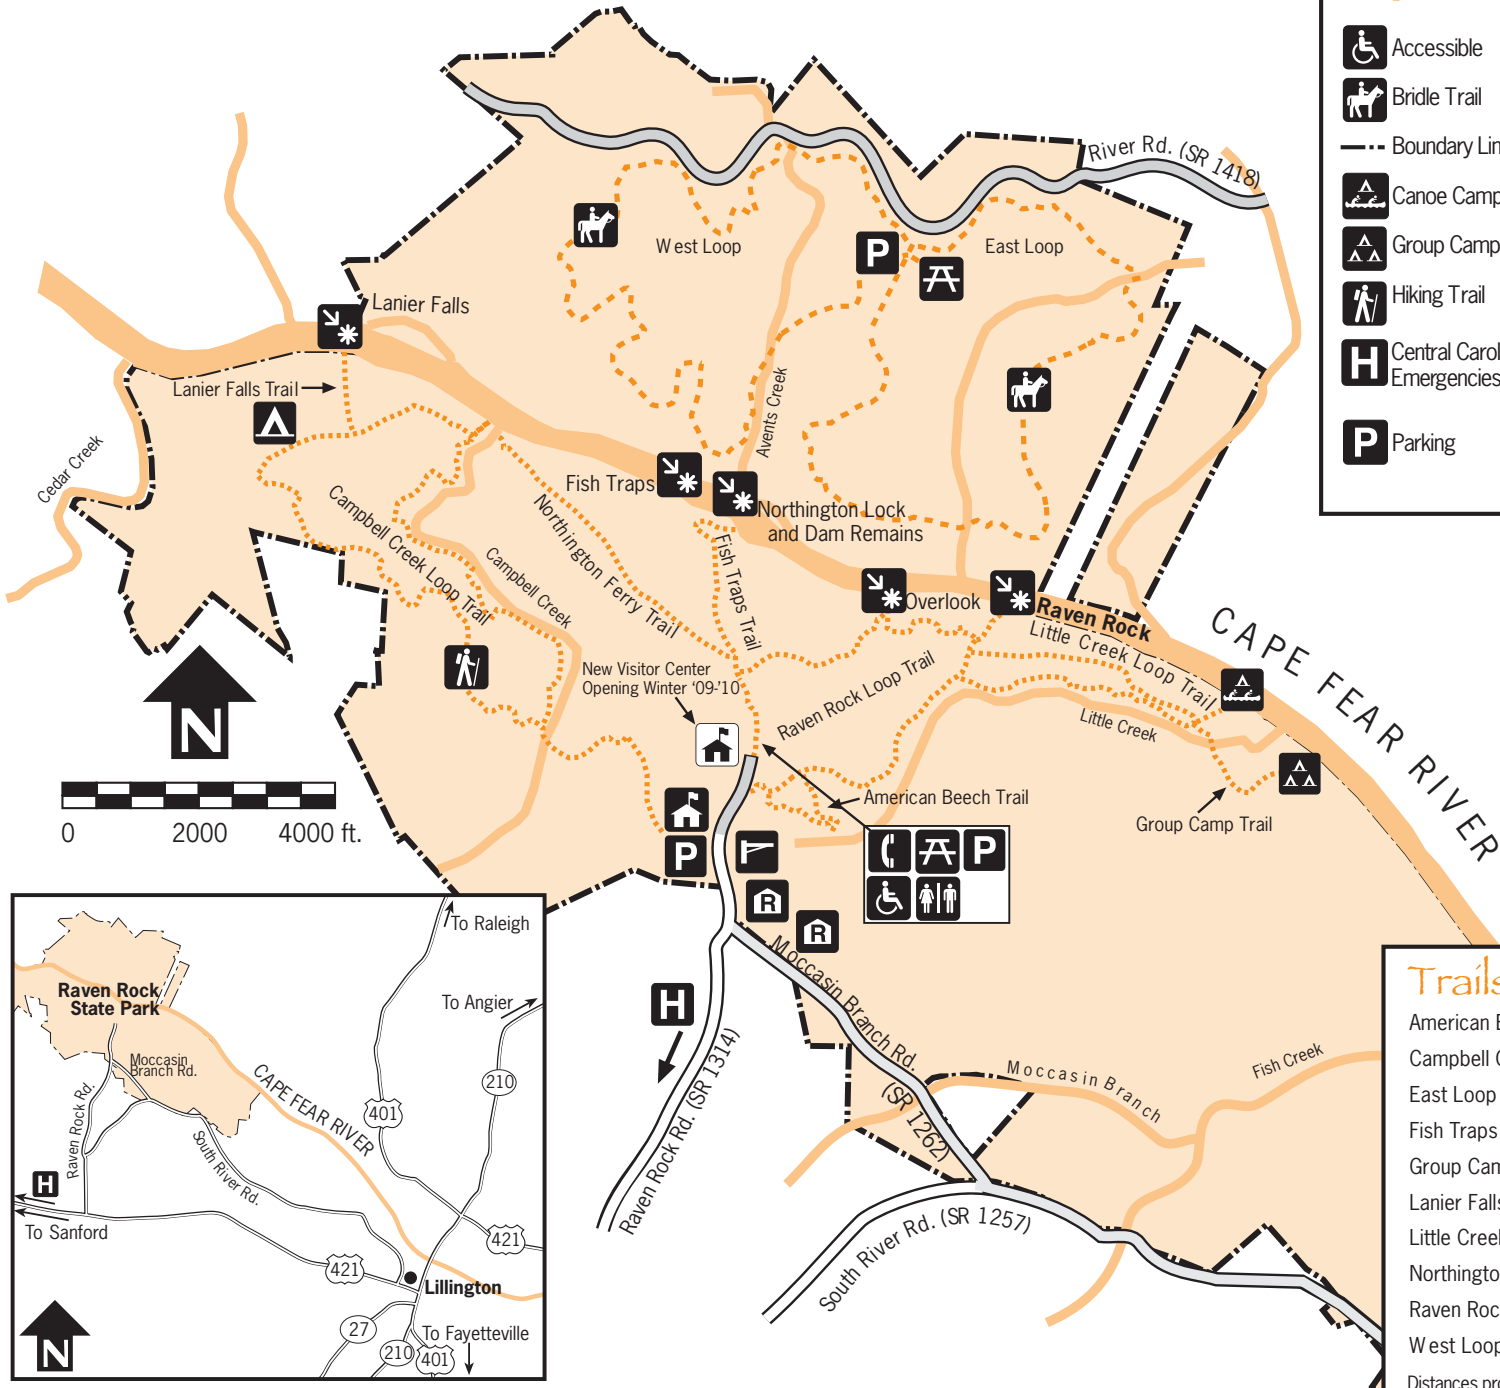 Accessible
Bridle Trail
Boundary Lin
Canoe Camp
Group Camp
Hiking Trail
H
Central Carol
Emergencies
P
Parking
River Rd. (SR 1418)
West Loop
P
East Loop
Lanier Falls
Lanier Falls Trail
Cedar Creek
Avents Creek
Fish Traps
Northington Lock
and Dam Remains
Campbell Creek Loop Trail
Northington Ferry Trail
Campbell Creek
Fish Traps Trail
Overlook
Raven Rock
Little Creek Loop Trail
CAPE FEAR RIVER
New Visitor Center
Opening Winter ‘09-’10
Raven Rock Loop Trail
Little Creek
N
0 2000 4000 ft.
American Beech Trail
Group Camp Trail
P
P
R
R
Moccasin Branch Rd.
(SR 1262)
H
Raven Rock Rd. (SR 1314)
Moccasin Branch
Fish Creek
South River Rd. (SR 1257)
To Raleigh
Raven Rock
State Park
To Angier
Moccasin
Branch Rd.
CAPE FEAR RIVER
210
401
Raven Rock Rd.
South River Rd.
H
To Sanford
421
421
Lillington
27
210
401
To Fayetteville
N
Trails
American B
Campbell C
East Loop
Fish Traps
Group Cam
Lanier Falls
Little Creek
Northington
Raven Roc
West Loop
Distances pro